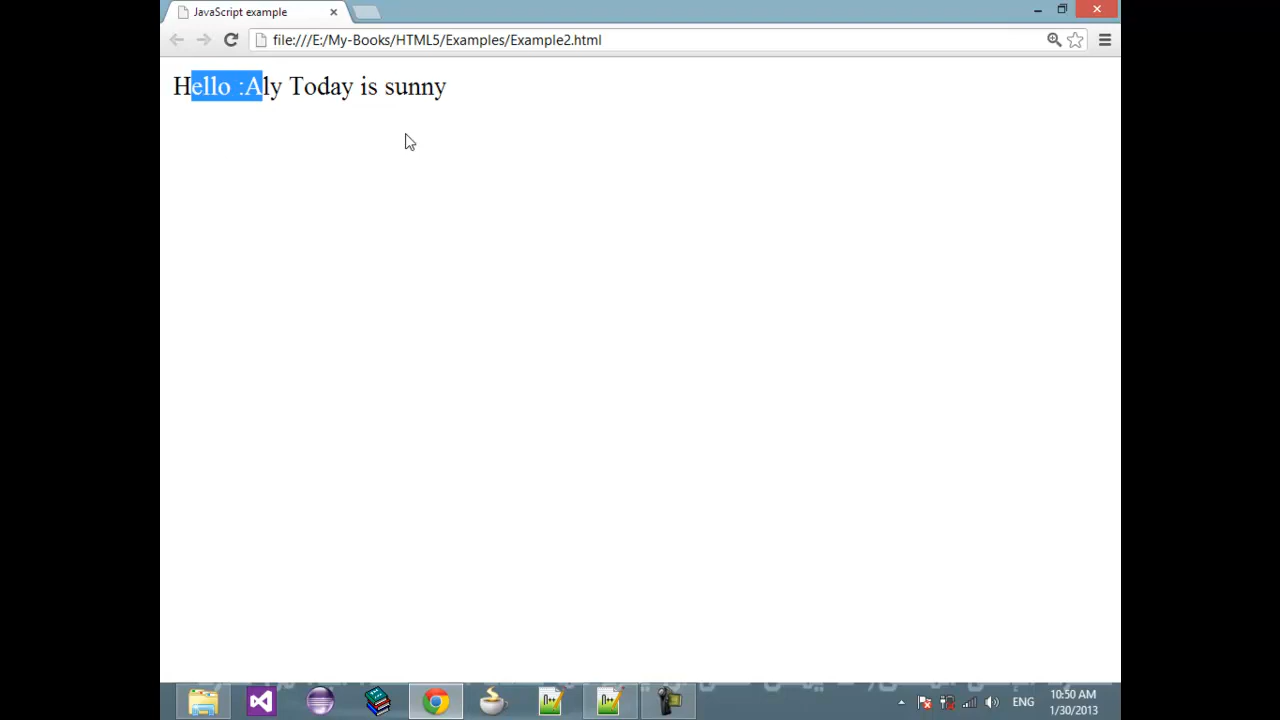 JavaScript example
file:///E:/My-Books/HTML5/Examples/Example2.html
Hello :Aly Today is sunny
ENG
10:50 AM
1/30/2013